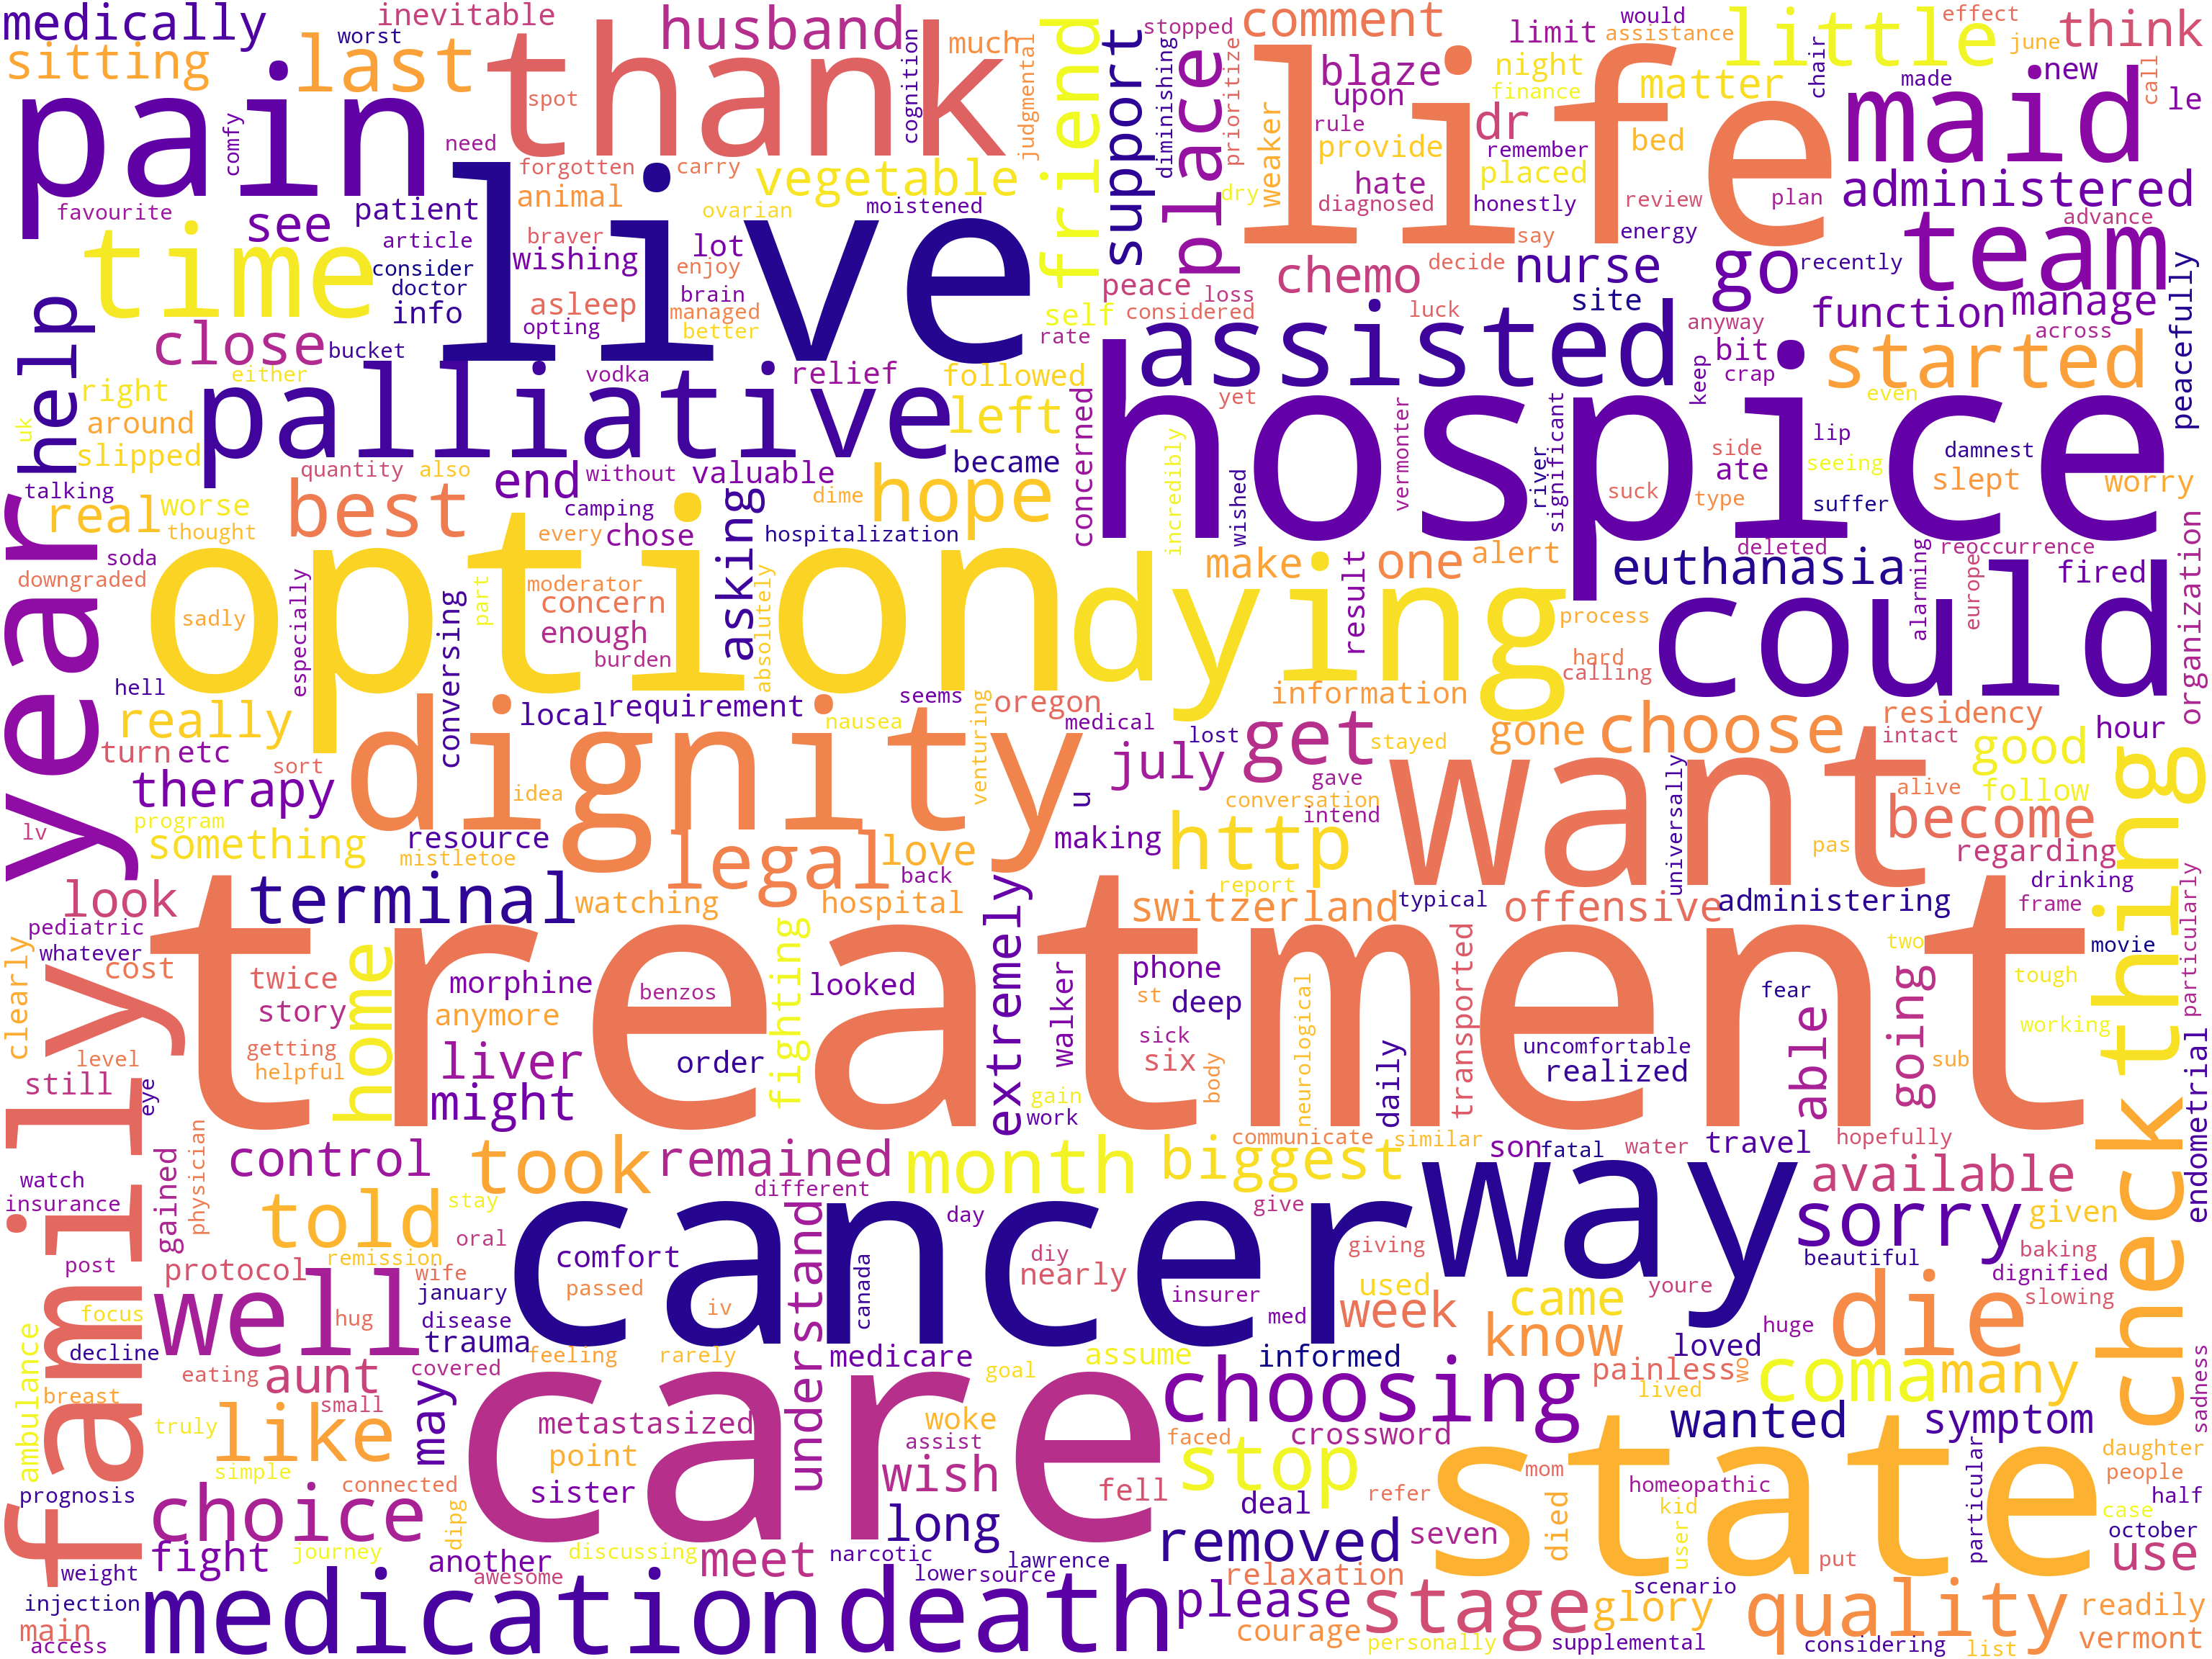 medically
inevitable
worst
husband
much
cognition
judgmental
stopped
comment
limit
would
assistance
little
effect
june
think
sitting
last
thank
spot
friend
support
diminishing
place
prioritize
life
blaze
night
finance
matter
chair
made
new
call
le
pain
comfy
need
forgotten
carry
animal
vegetable
upon
rule
dr
provide
remember
bed
maid
administered
favourite
see
patient
live
ovarian
moistened
dry
weaker
hate
placed
diagnosed
honestly
review
plan
advance
time
article
consider
doctor
info
braver
wishing
lot
enjoy
asleep
brain
managed
opting
better
self
peace
loss
considered
rate
chemo
say
energy
decide
nurse
site
luck
go
recently
team
peacefully
function
manage
help
close
bucket
either
palliative
vodka
relief
followed
assisted
anyway
across
bit
crap
keep
started
even
right
around
slipped
uk
left
concerned
yet
hospice
vermonter
river
significant
side
ate
lip
seeing
damnest
slept
worry
talking
real
worse
thought
quantity
also
best
end
without
valuable
became
camping
every
chose
dime
hope
asking
hospitalization
incredibly
wished
suck
type
suffer
soda
downgraded
sadly
option
especially
conversing
part
moderator
concern
enough
burden
absolutely
dying
make
one
alert
result
euthanasia
deleted
reoccurrence
fired
organization
process
hard
calling
could
alarming
europe
year
hell
really
turn
etc
sort
dignity
local
requirement
seems
nausea
venturing
oregon
medical
information
lost
july
get
stayed
gone
choose
residency
intact
good
hour
therapy
program
lv
something
idea
resource
mistletoe
legal
love
back
u
making
gave
conversation
intend
http
want
universally
alive
pas
become
follow
regarding
thing
look
terminal
watching
hospital
extremely
report
switzerland
typical
offensive
administering
drinking
frame
particularly
pediatric
whatever
cost
clearly
twice
story
home
morphine
benzos
anymore
fighting
looked
treatment
walker
phone
st
deep
neurological
transported
fear
two
movie
tough
working
level
still
eye
getting
helpful
liver
might
order
sick
six
gain
work
body
daily
uncomfortable
realized
able
going
sub
endometrial
family
physician
gained
watch
insurance
control
took
remained
different
month
communicate
similar
biggest
son
fatal
water
travel
hopefully
available
told
stay
remission
oral
cancer
day
give
way
sorry
given
check
post
protocol
wife
january
comfort
passed
iv
understand
canada
diy
nearly
giving
insurer
used
youre
beautiful
baking
dignified
slowing
focus
decline
well
hug
disease
trauma
covered
feeling
rarely
medicare
goal
assume
med
week
informed
came
know
loved
huge
die
ambulance
breast
eating
aunt
small
truly
like
may
care
metastasized
point
woke
assist
choosing
faced
crossword
painless
lived
wo
coma
many
wanted
symptom
sadness
simple
connected
prognosis
choice
dipg
sister
wish
fell
stop
deal
refer
state
mom
homeopathic
kid
daughter
people
case
half
october
long
removed
seven
died
user
particular
weight
fight
journey
another
awesome
discussing
meet
narcotic
lower
source
lawrence
relaxation
put
use
injection
main
access
medication
death
please
courage
stage
personally
glory
scenario
supplemental
quality
considering
list
readily
vermont